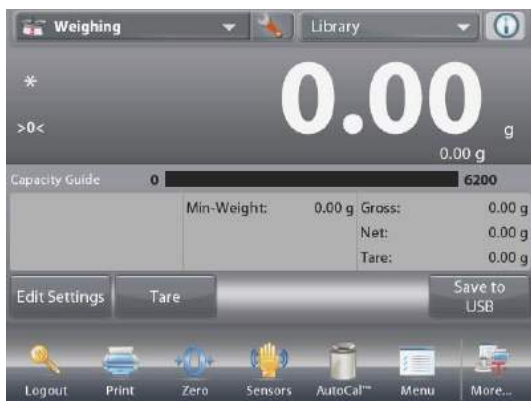 Weighing Library
*
>0<
0.00 g
0.00 g
Capacity Guide 0 6200
Min-Weight: 0.00 g Gross: 0.00 g
Net: 0.00 g
Tare: 0.00 g
Edit Settings Tare Save to
USB
Logout Print Zero Sensors AutoCal™ Menu More...